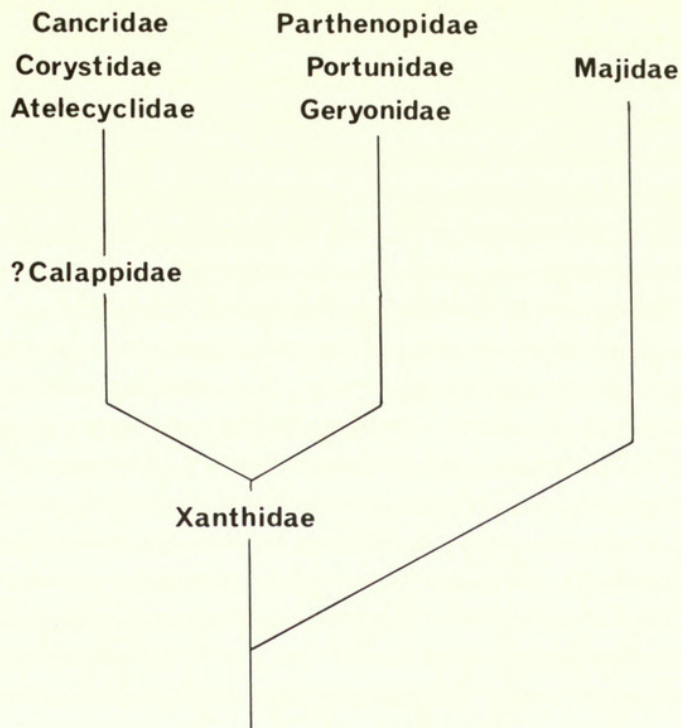 Cancridae
Corystidae
Atelecyclidae
Parthenopidae
Portunidae
Geryonidae
Majidae
?Calappidae
Xanthidae